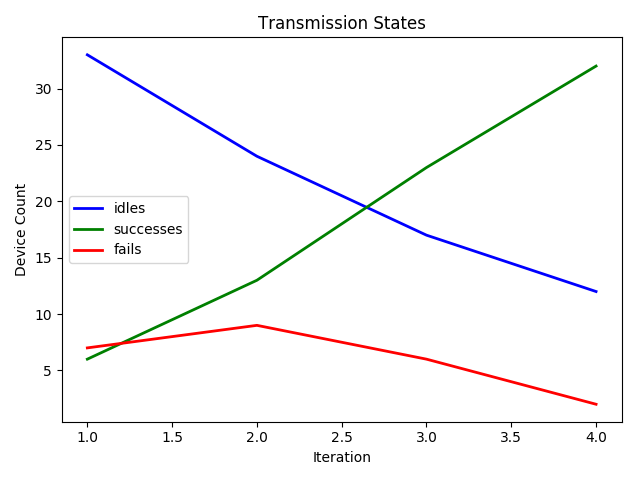 Transmission States
Device Count
30
25
20
15
10
5
idles
successes
fails
1.0 1.5 2.0 2.5 3.0 3.5 4.0
Iteration